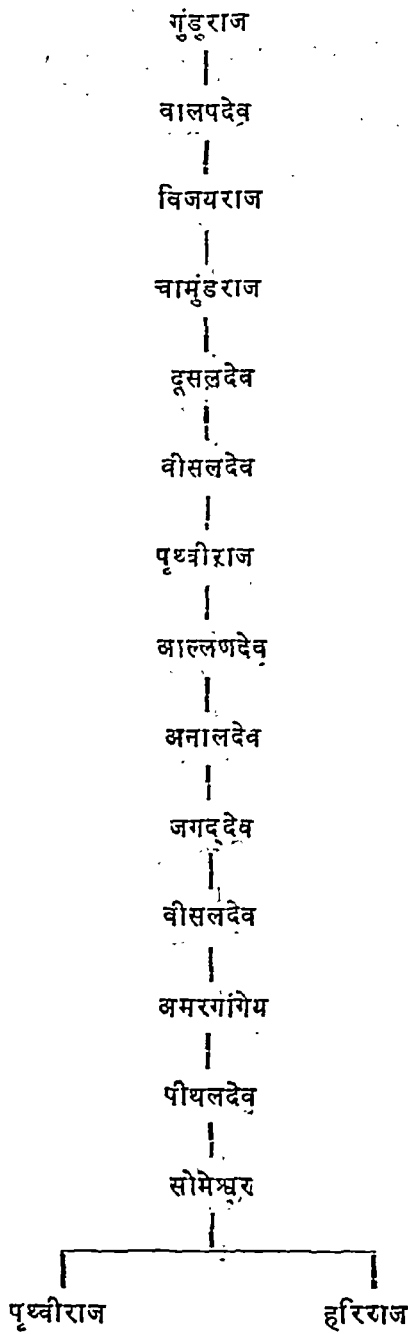 गुंडुराज
वालपदेव
विजयराज
चामुंडराज
दूसलदेव
वीसलदेव
पृथ्वीराज
आल्लणदेव
अनालदेव
जगद्देव
वीसलदेव
अमरगांगेय
पीथलदेव
सोमेश्वर
पृथ्वीराज हरिराज